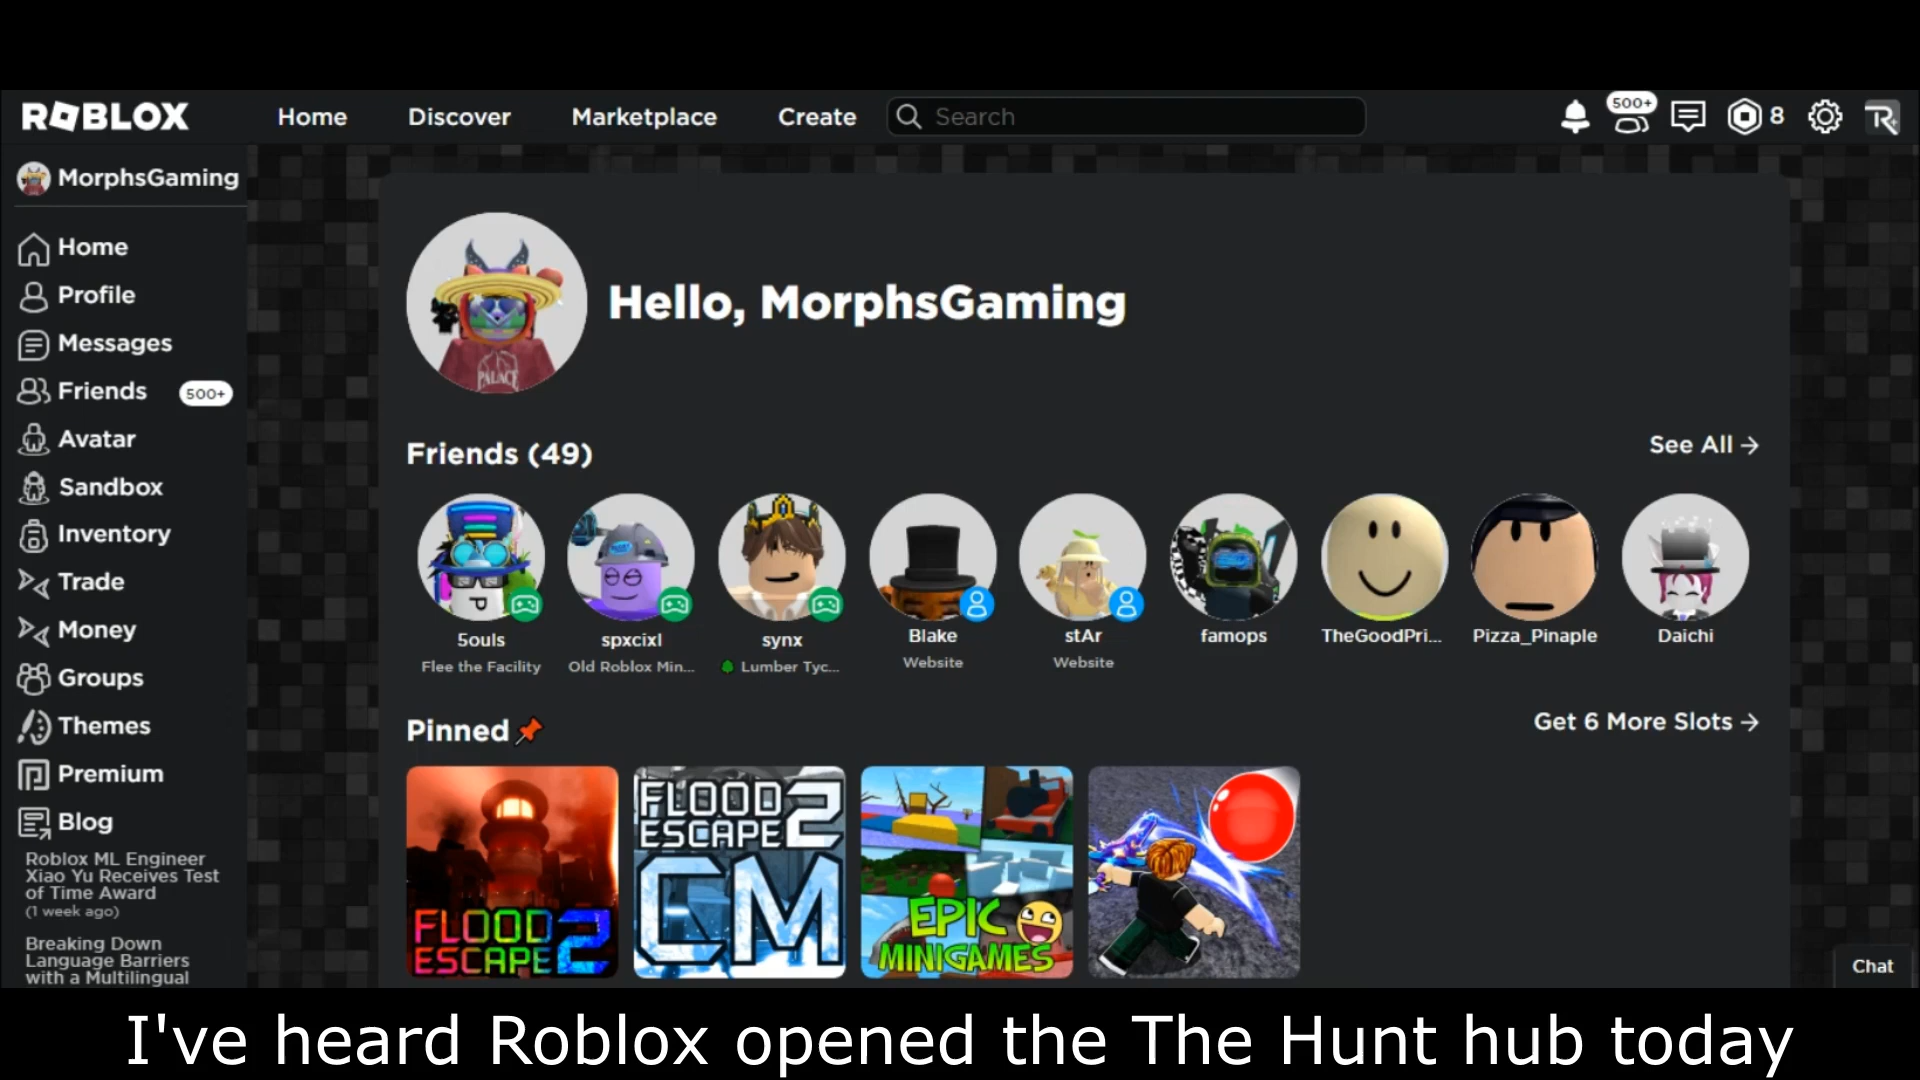 ROBLOX
Home
Discover
Marketplace
Create
Search
500+
8
MorphsGaming
Home
Profile
Messages
Friends 500+
Avatar
Sandbox
Inventory
Trade
Money
Groups
Themes
Premium
Blog
Roblox ML Engineer
Xiao Yu Receives Test
of Time Award
(1 week ago)
Breaking Down
Language Barriers
with a Multilingual
Hello, MorphsGaming
PALACE
Friends (49)
See All →
5ouls
Flee the Facility
spxcixl
Old Roblox Min...
synx
Lumber Tyc...
Blake
Website
stAr
Website
famops
TheGoodPri...
Pizza_Pinaple
Daichi
Pinned
Get 6 More Slots →
FLOOD
ESCAPE 2
FLOOD
ESCAPE 2
CM
EPIC
MINIGAMES
Chat
I've heard Roblox opened the The Hunt hub today